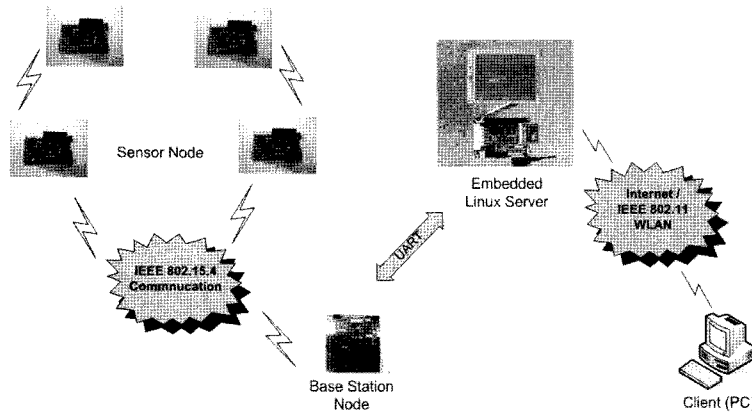 Sensor Node
IEEE 802.15.4
Commnucation
UART
Base Station
Node
Embedded
Linux Server
Internet /
IEEE 802.11
WLAN
Client (PC